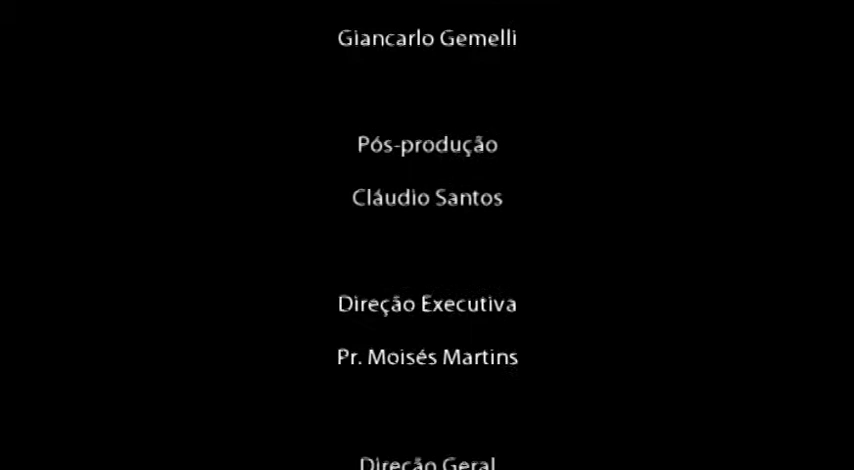 Giancarlo Gemelli
Pós-produção
Cláudio Santos
Direção Executiva
Pr. Moisés Martins
Direção Geral